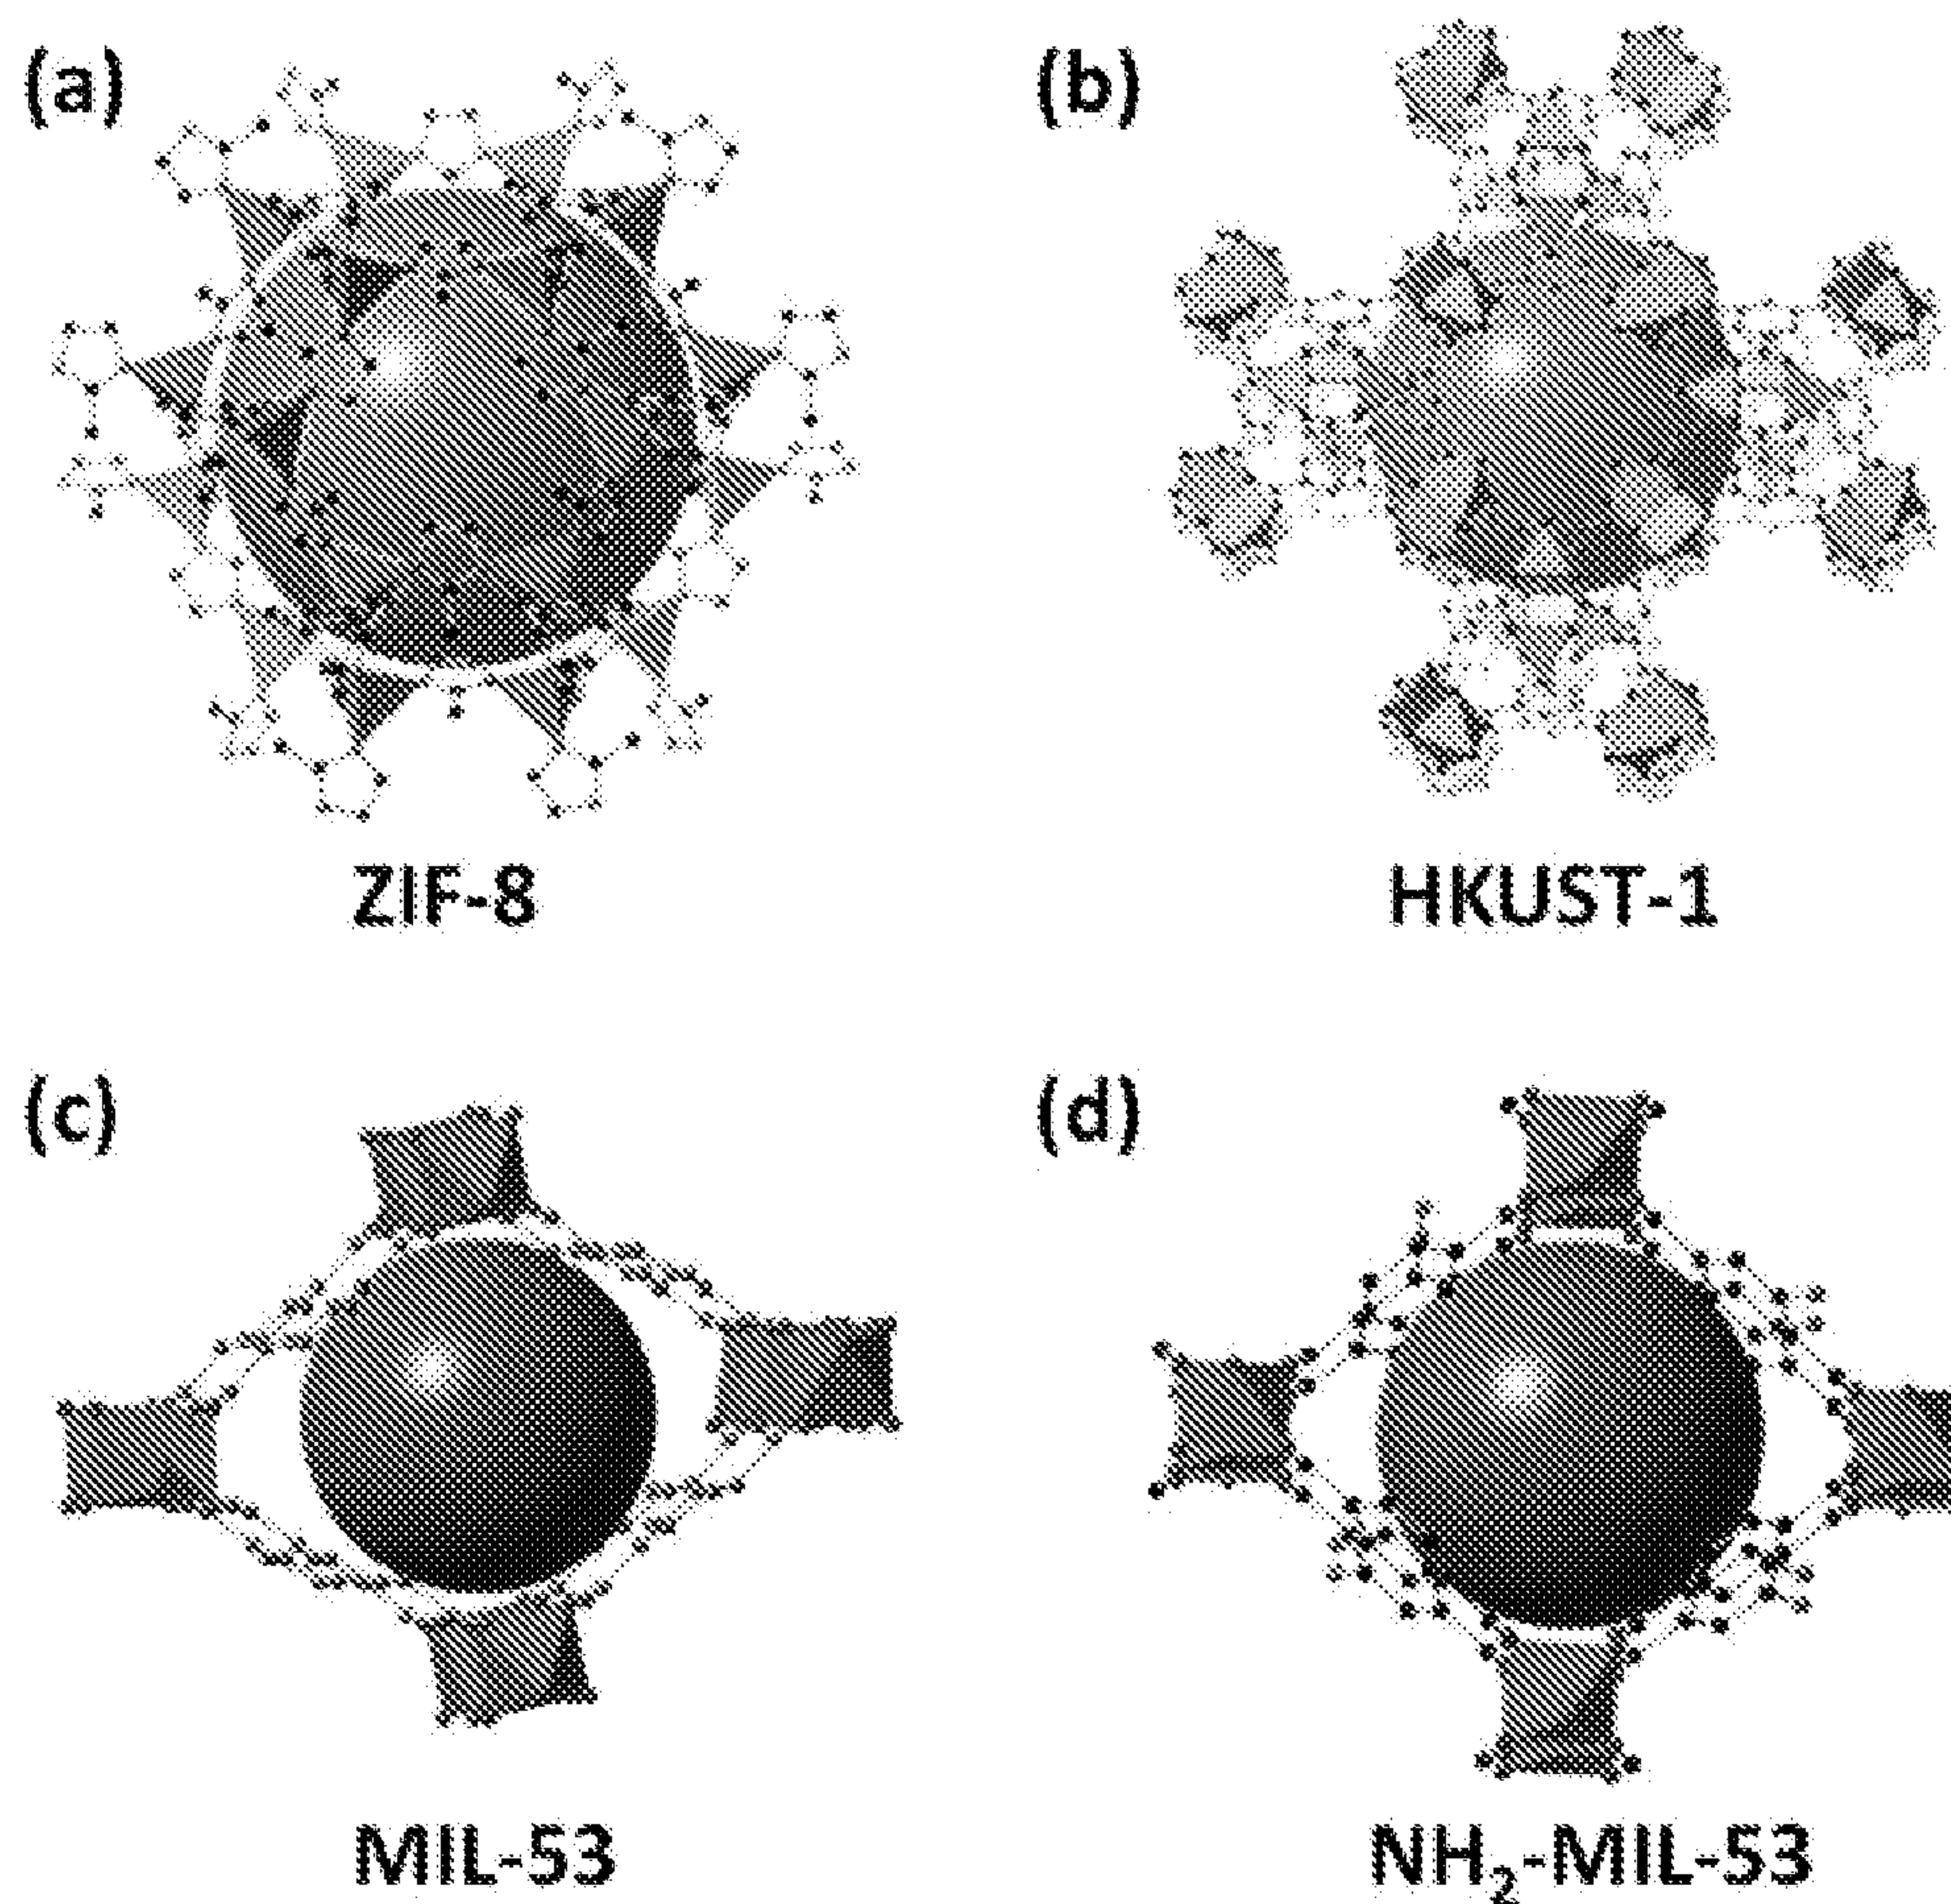 (a)
(b)
ZIF-8
HKUST-1
(c)
(d)
MIL-53
NH₂-MIL-53